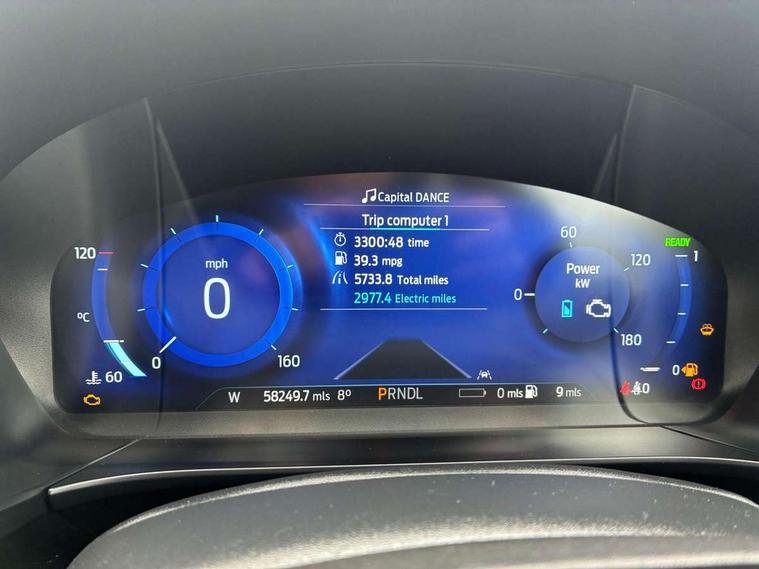 Capital DANCE
Trip computer 1
3300:48 time
39.3 mpg
5733.8 Total miles
2977.4 Electric miles
mph
0
0
160
120
ºC
60
Power
kW
0
60
120
180
READY
1
0
W 58249.7 mls 8º PRNDL 0 mls 9 mls